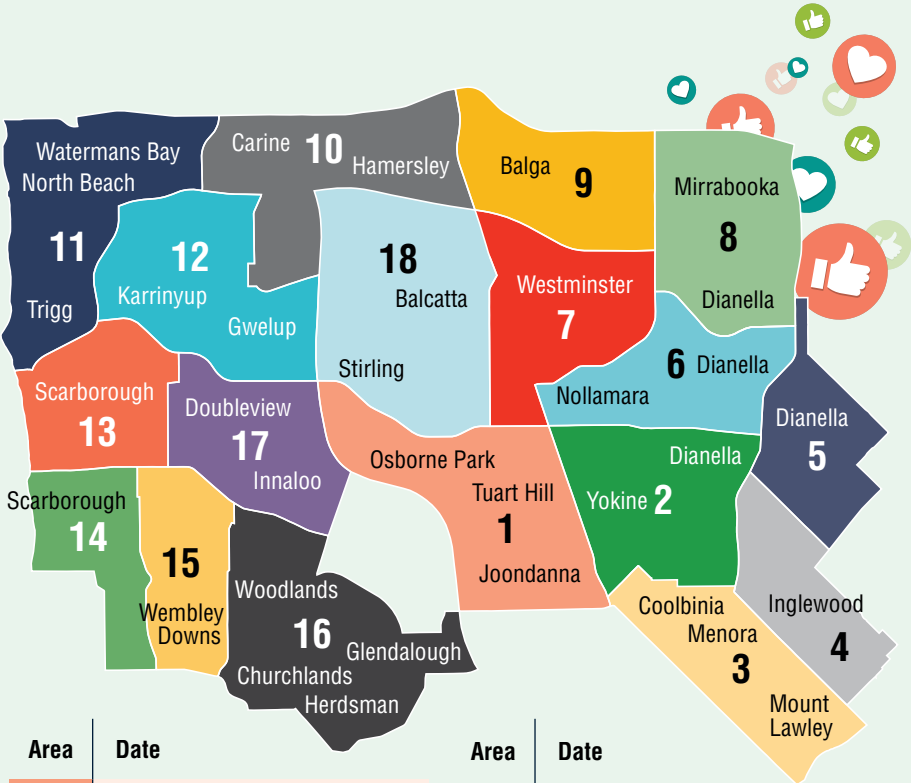 Watermans Bay
North Beach
11
Trigg
Carine
10
Hamersley
Balga
9
Mirrabooka
8
Dianella
12
Karrinyup
Gwelup
18
Balcatta
Stirling
Westminster
7
6
Dianella
Nollamara
Scarborough
13
Doubleview
17
Innaloo
Dianella
5
Osborne Park
Tuart Hill
1
Joondanna
Dianella
Yokine
2
Scarborough
14
15
Wembley
Downs
Woodlands
16
Glendalough
Churchlands
Herdsman
Coolbinia
Menora
3
Mount
Lawley
Inglewood
4
Area Date Area Date